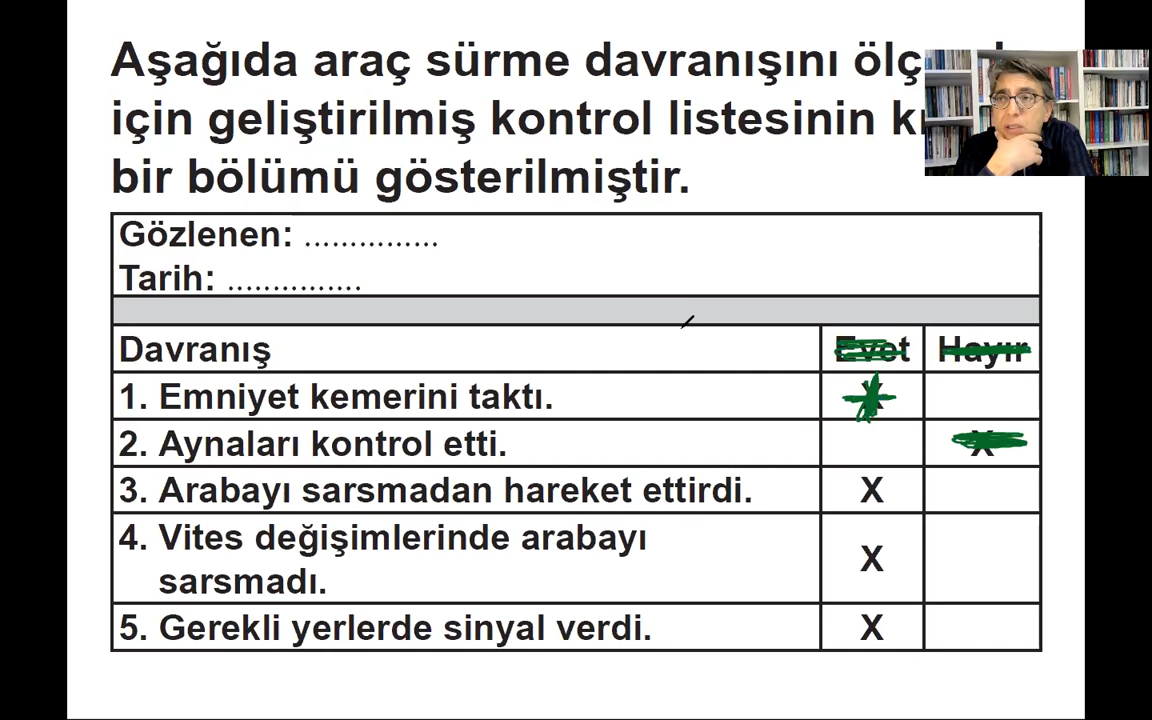 Aşağıda araç sürme davranışını
için geliştirilmiş kontrol listesinin
bir bölümü gösterilmiştir.
Gözlenen: ...............
Tarih: ...............
Davranış Evet Hayır
1. Emniyet kemerini taktı. X
2. Aynaları kontrol etti. X
3. Arabayı sarsmadan hareket ettirdi. X
4. Vites değişimlerinde arabayı
sarsmadı. X
5. Gerekli yerlerde sinyal verdi. X